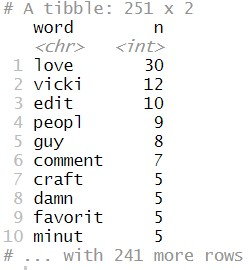 # A tibble: 251 x 2
word n
<chr> <int>
1 love 30
2 vicki 12
3 edit 10
4 peopl 9
5 guy 8
6 comment 7
7 craft 5
8 damn 5
9 favorit 5
10 minut 5
# ... with 241 more rows